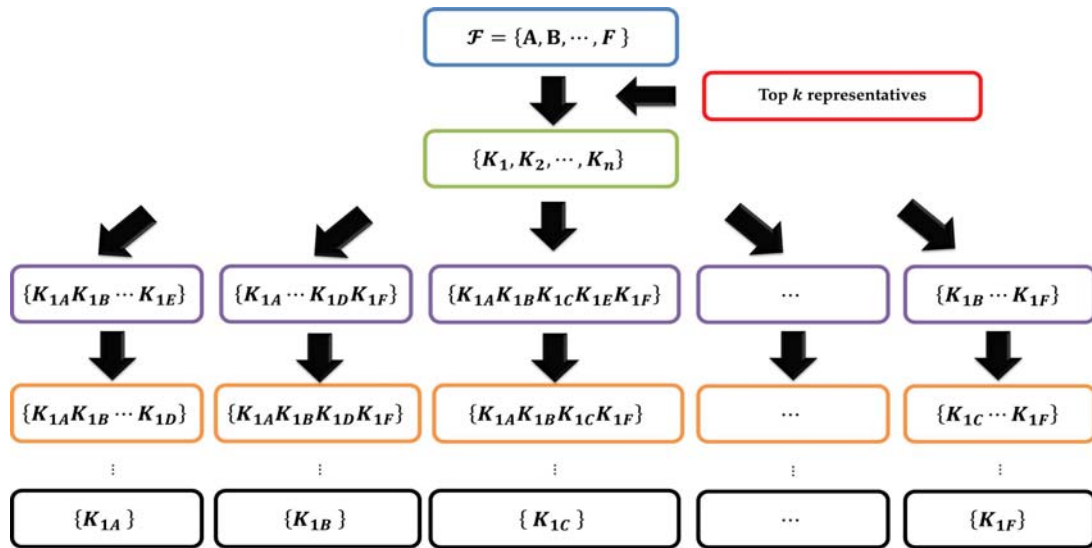 𝓕 = {A, B, ⋯, F }
Top k representatives
{K₁, K₂, ⋯, Kₙ}
{K₁A K₁B ⋯ K₁E}
{K₁A ⋯ K₁D K₁F}
{K₁A K₁B K₁C K₁E K₁F}
⋯
{K₁B ⋯ K₁F}
{K₁A K₁B ⋯ K₁D}
{K₁A K₁B K₁D K₁F}
{K₁A K₁B K₁C K₁F}
⋯
{K₁C ⋯ K₁F}
⋮ ⋮ ⋮ ⋮ ⋮
{K₁A }
{K₁B }
{ K₁C }
⋯
{K₁F}